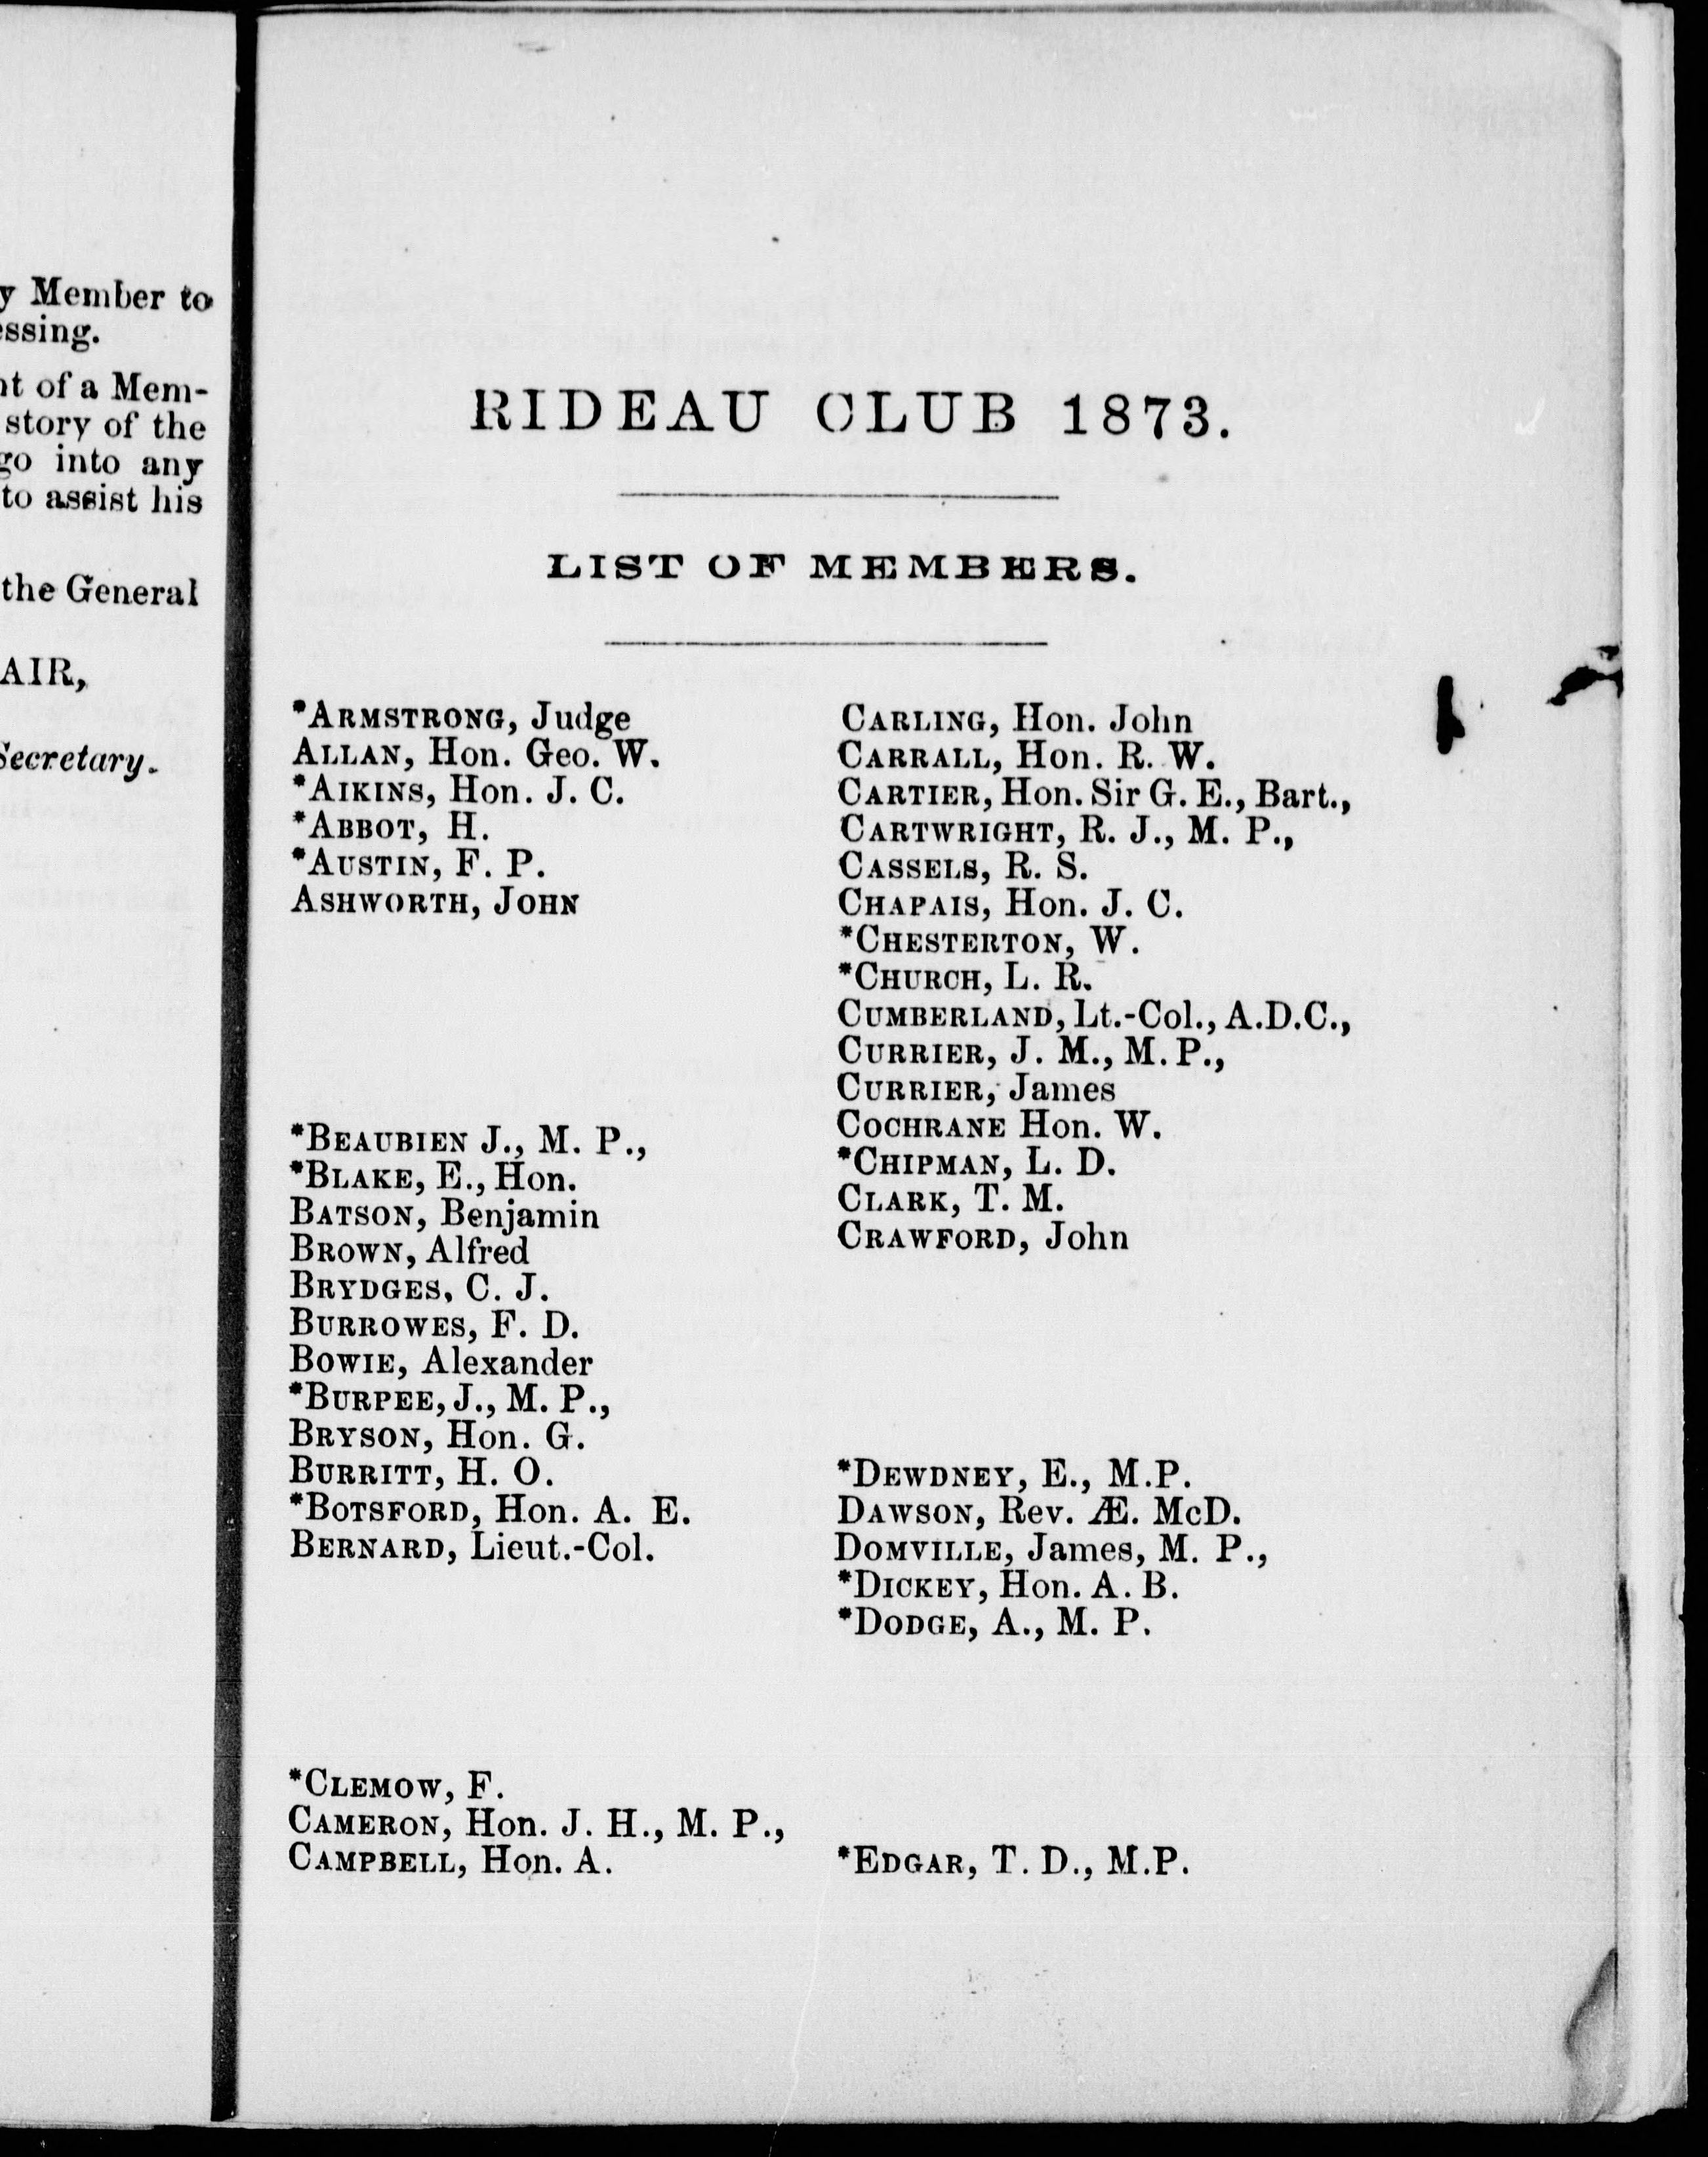 y Member to
essing.
nt of a Mem-
story of the
go into any
to assist his
the General
AIR,
Secretary.
RIDEAU CLUB 1873.
LIST OF MEMBERS.
*ARMSTRONG, Judge
ALLAN, Hon. Geo. W.
*AIKINS, Hon. J. C.
*ABBOT, H.
*AUSTIN, F. P.
ASHWORTH, JOHN
*BEAUBIEN J., M. P.,
*BLAKE, E., Hon.
BATSON, Benjamin
BROWN, Alfred
BRYDGES, C. J.
BURROWES, F. D.
BOWIE, Alexander
*BURPEE, J., M. P.,
BRYSON, Hon. G.
BURRITT, H. O.
*BOTSFORD, Hon. A. E.
BERNARD, Lieut.-Col.
*CLEMOW, F.
CAMERON, Hon. J. H., M. P.,
CAMPBELL, Hon. A.
CARLING, Hon. John
CARRALL, Hon. R. W.
CARTIER, Hon. Sir G. E., Bart.,
CARTWRIGHT, R. J., M. P.,
CASSELS, R. S.
CHAPAIS, Hon. J. C.
*CHESTERTON, W.
*CHURCH, L. R.
CUMBERLAND, Lt.-Col., A.D.C.,
CURRIER, J. M., M. P.,
CURRIER, James
COCHRANE Hon. W.
*CHIPMAN, L. D.
CLARK, T. M.
CRAWFORD, John
*DEWDNEY, E., M.P.
DAWSON, Rev. Æ. McD.
DOMVILLE, James, M. P.,
*DICKEY, Hon. A. B.
*DODGE, A., M. P.
*EDGAR, T. D., M.P.